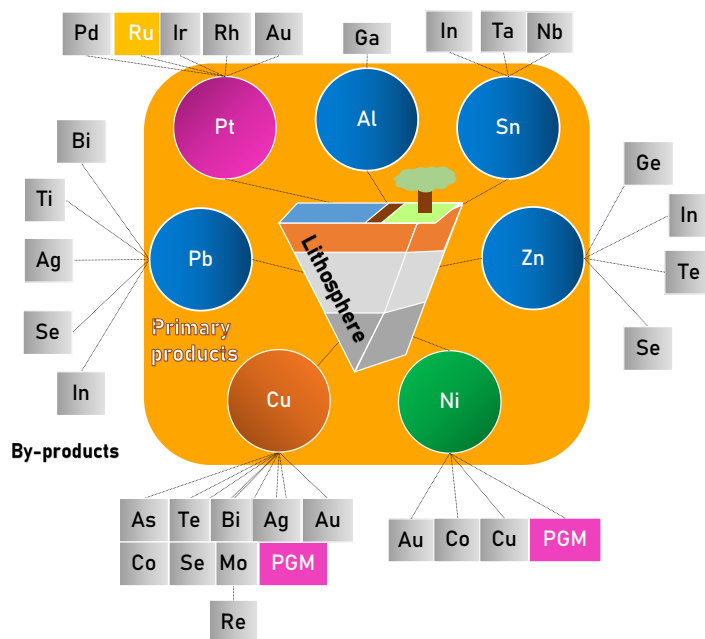 Pd Ru Ir Rh Au
Ga
In Ta Nb
Pt
Al
Sn
Bi
Ti
Ag
Se
In
Pb
Lithosphere
Zn
Ge
In
Te
Se
Primary
products
Cu
Ni
By-products
As Te Bi Ag Au
Co Se Mo PGM
Re
Au Co Cu PGM